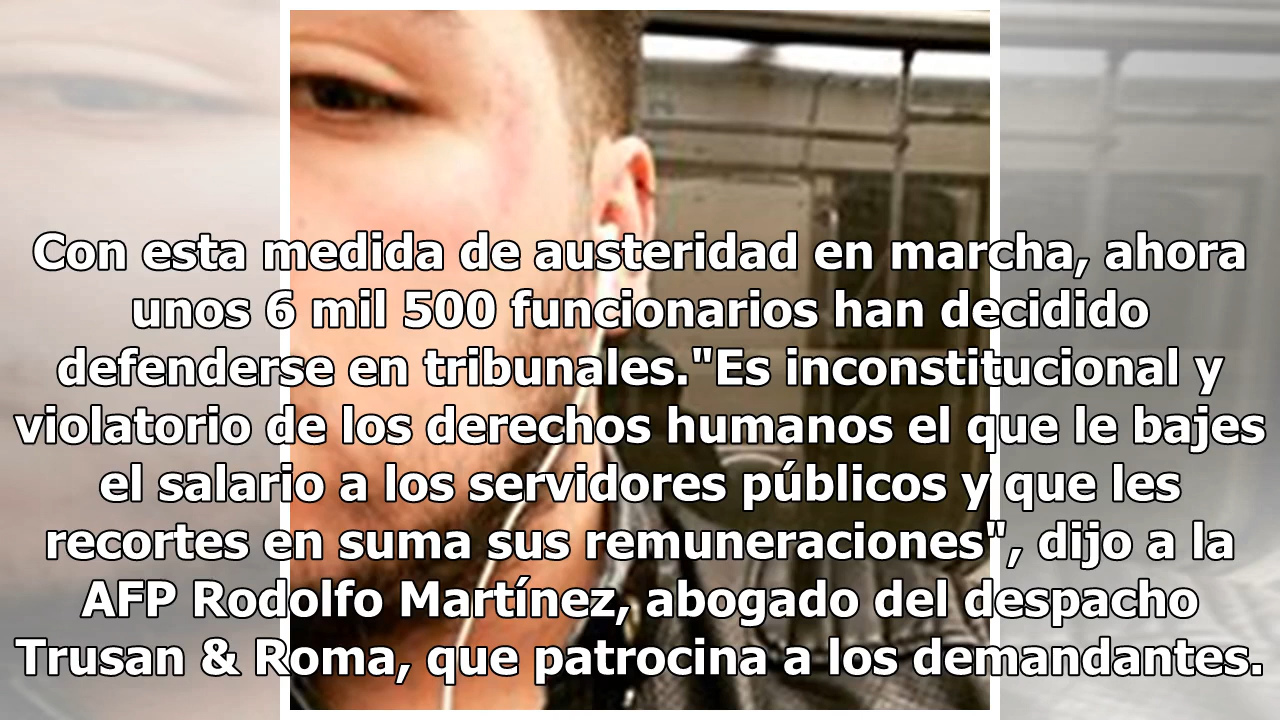 Con esta medida de austeridad en marcha, ahora
unos 6 mil 500 funcionarios han decidido
defenderse en tribunales."Es inconstitucional y
violatorio de los derechos humanos el que le bajes
el salario a los servidores públicos y que les
recortes en suma sus remuneraciones", dijo a la
AFP Rodolfo Martínez, abogado del despacho
Trusan & Roma, que patrocina a los demandantes.